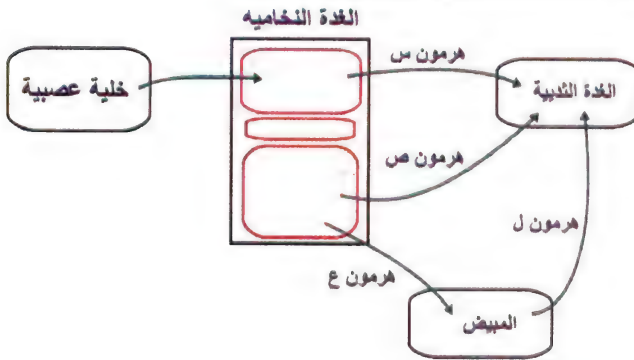 الغدة النخاميه
خلية عصبية
هرمون س
الغدة الثديية
هرمون ص
هرمون ل
هرمون ع
المبيض